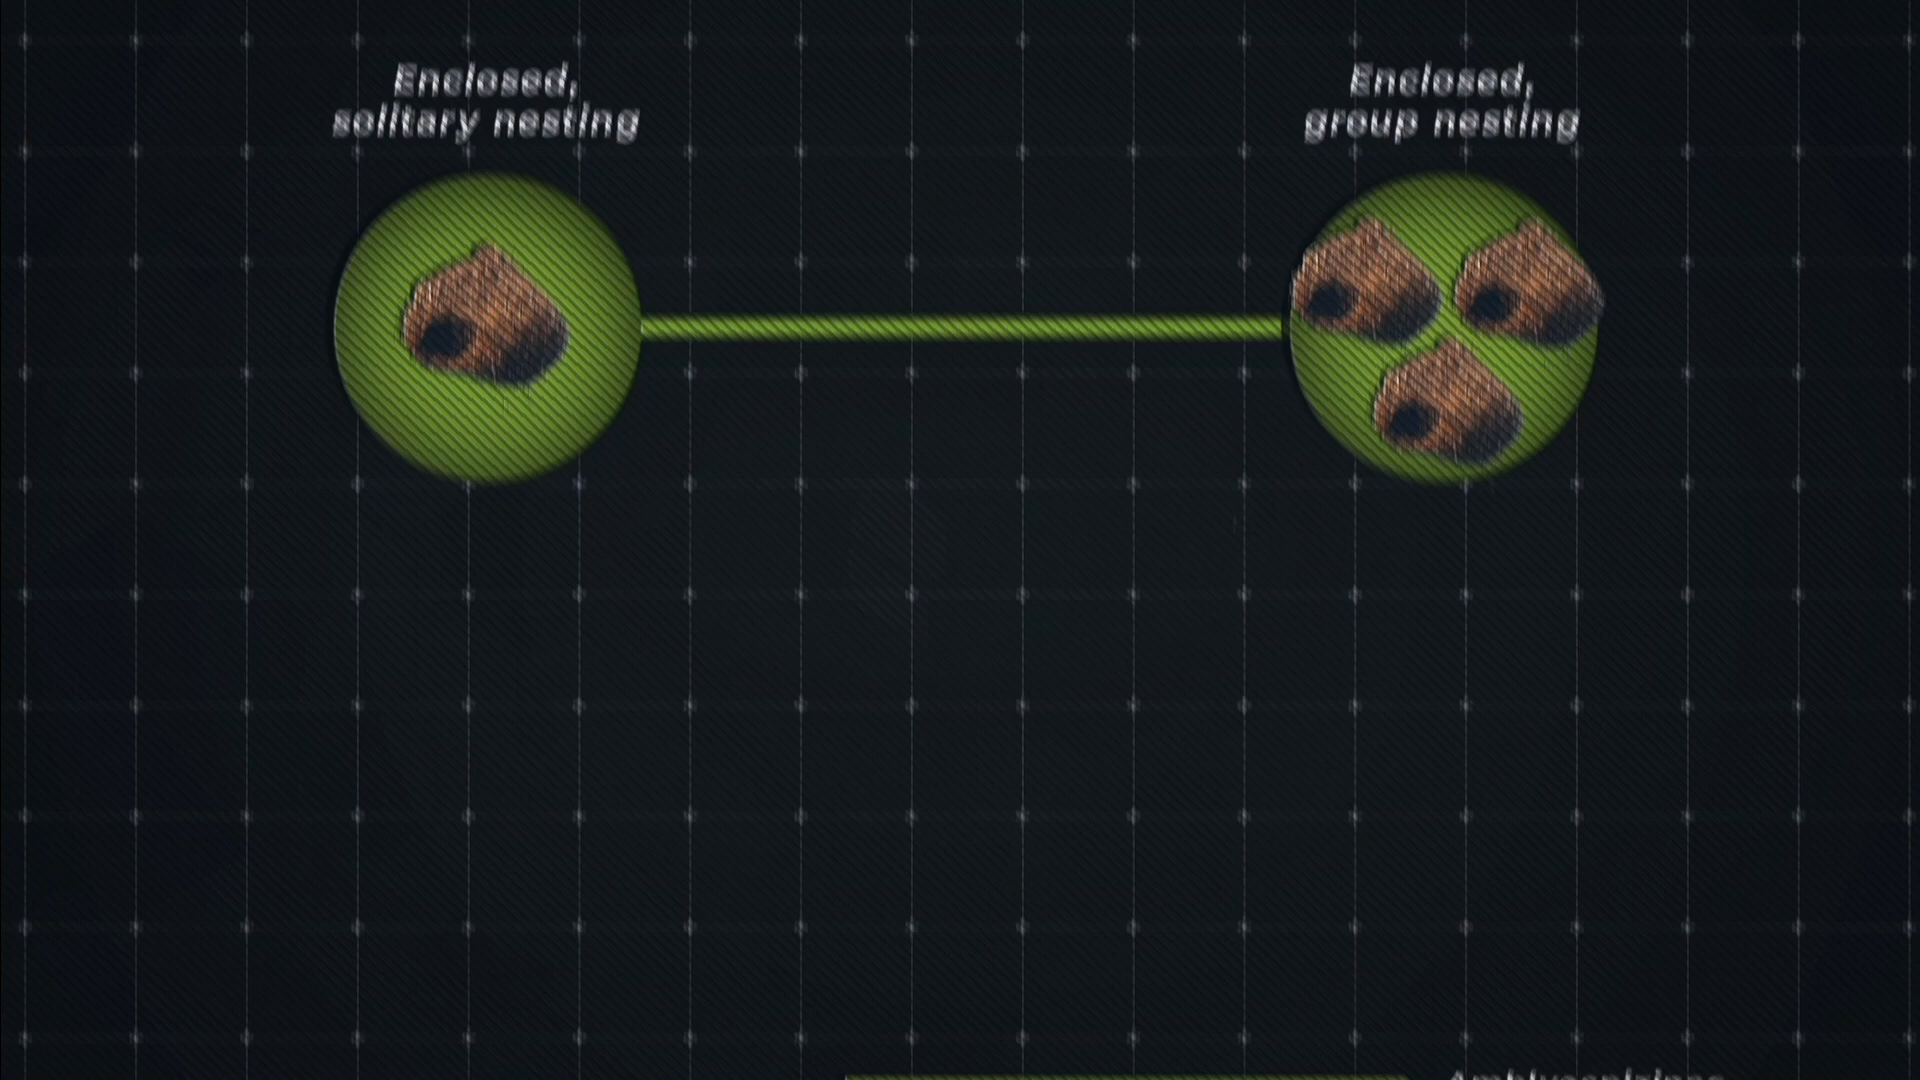 Enclosed,
solitary nesting
Enclosed,
group nesting